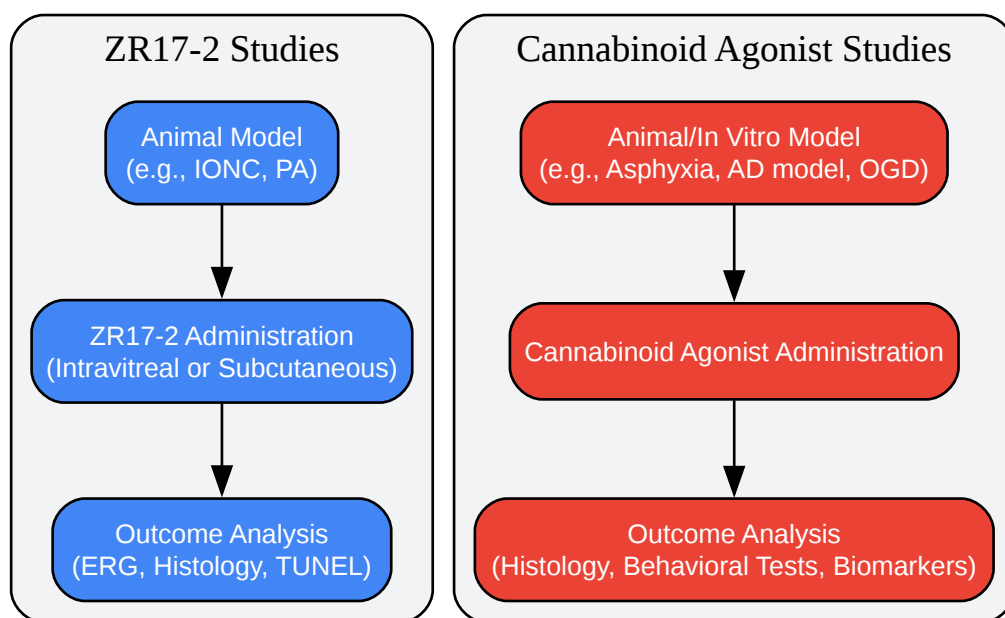 ZR17-2 Studies
Animal Model
(e.g., IONC, PA)
ZR17-2 Administration
(Intravitreal or Subcutaneous)
Outcome Analysis
(ERG, Histology, TUNEL)
Cannabinoid Agonist Studies
Animal/In Vitro Model
(e.g., Asphyxia, AD model, OGD)
Cannabinoid Agonist Administration
Outcome Analysis
(Histology, Behavioral Tests, Biomarkers)